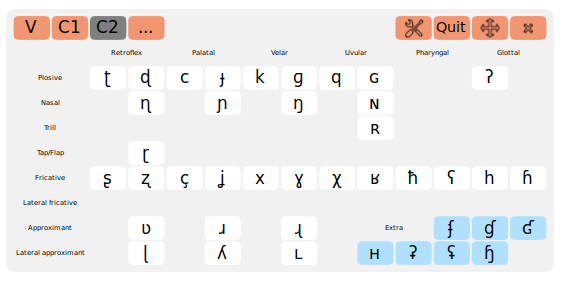 V C1 C2 ... Quit
Retroflex Palatal Velar Uvular Pharyngal Glottal
Plosive ʈ ɖ c ɟ k ɡ q ɢ ʔ
Nasal ɳ ɲ ŋ ɴ
Trill ʀ
Tap/Flap ɽ
Fricative ʂ ʐ ç ʝ x ɣ χ ʁ ħ ʕ h ɦ
Lateral fricative
Approximant ʋ ɹ ɻ Extra ʄ ɠ ʛ
Lateral approximant ɭ ʎ ʟ ʜ ʡ ʢ ɧ